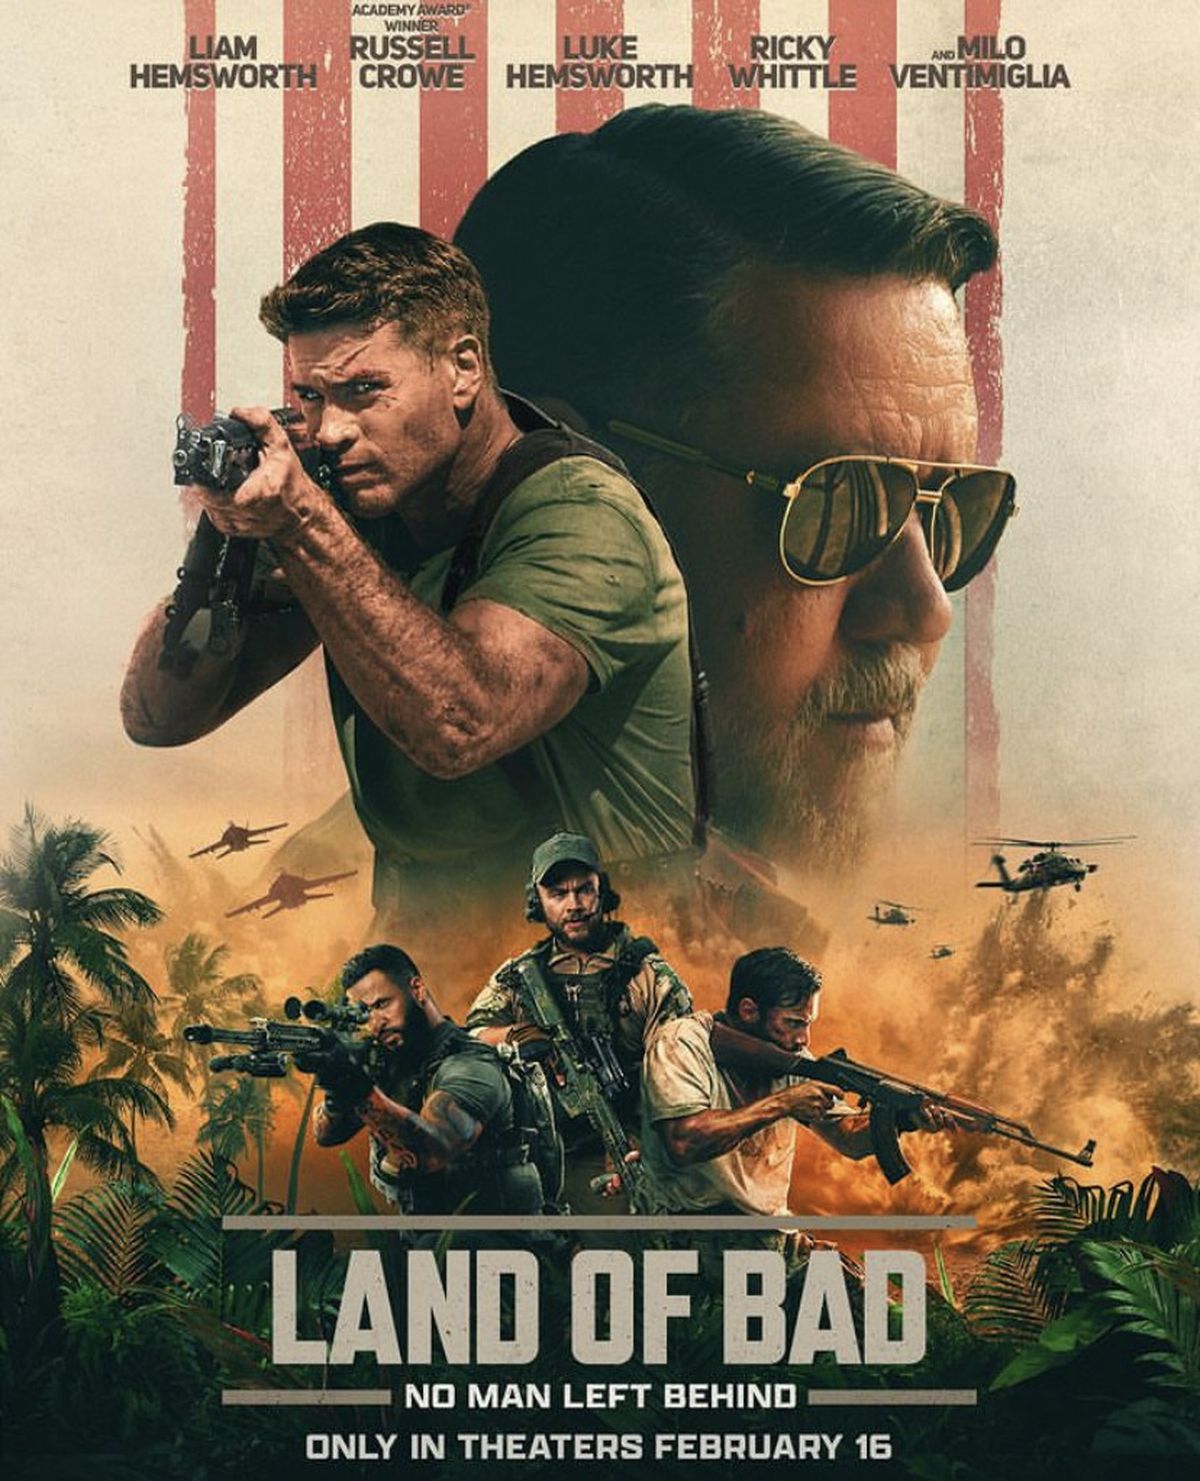 ACADEMY AWARD®
WINNER
LIAM
HEMSWORTH
RUSSELL
CROWE
LUKE
HEMSWORTH
RICKY
WHITTLE
AND MILO
VENTIMIGLIA
LAND OF BAD
NO MAN LEFT BEHIND
ONLY IN THEATERS FEBRUARY 16